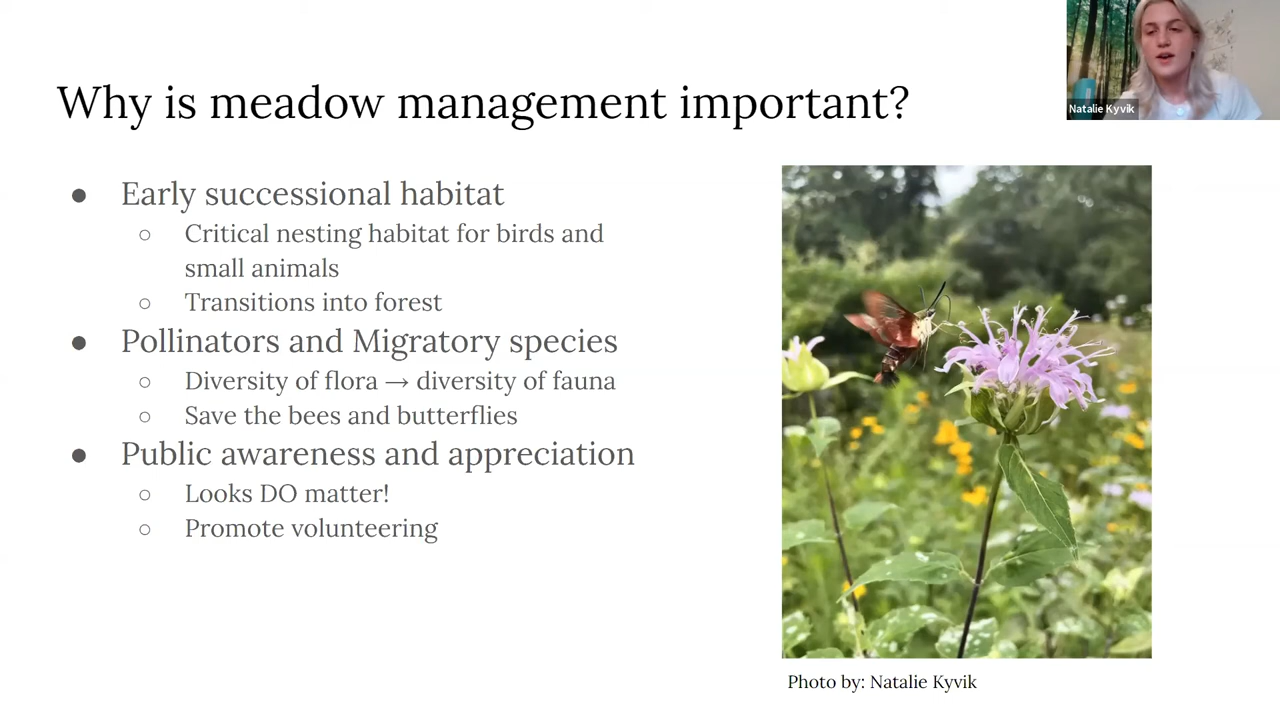 Why is meadow management important?
Natalie Kyvik
● Early successional habitat
○ Critical nesting habitat for birds and
small animals
○ Transitions into forest
● Pollinators and Migratory species
○ Diversity of flora → diversity of fauna
○ Save the bees and butterflies
● Public awareness and appreciation
○ Looks DO matter!
○ Promote volunteering
Photo by: Natalie Kyvik